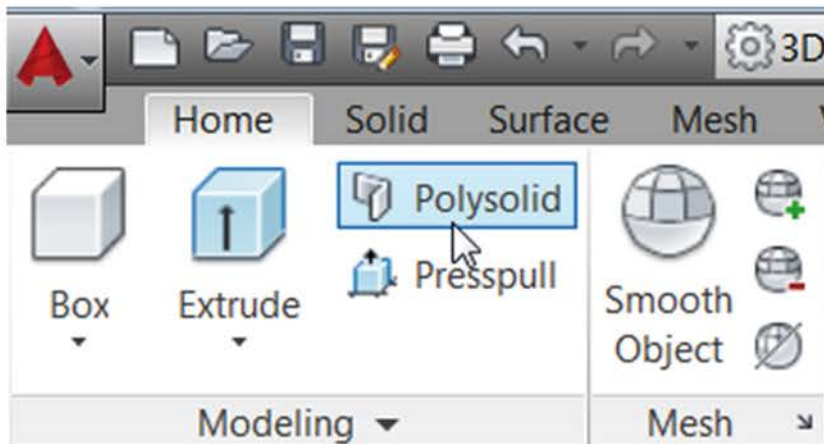 3D
Home Solid Surface Mesh
Polysolid
Presspull
Box
Extrude
Smooth
Object
Modeling
Mesh